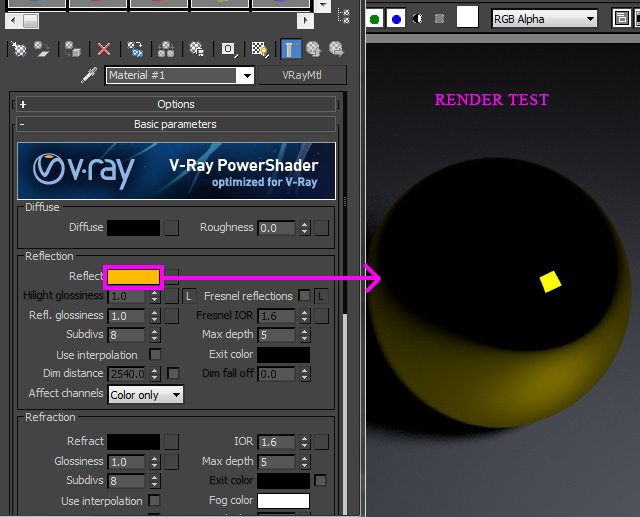 RGB Alpha
Material #1 VRayMtl
+ Options
- Basic parameters
v·ray V-Ray PowerShader
optimized for V-Ray
Diffuse
Diffuse Roughness 0.0
Reflection
Reflect
Hilight glossiness 1.0 L Fresnel reflections L
Refl. glossiness 1.0 Fresnel IOR 1.6
Subdivs 8 Max depth 5
Use interpolation Exit color
Dim distance 2540.0 Dim fall off 0.0
Affect channels Color only
Refraction
Refract IOR 1.6
Glossiness 1.0 Max depth 5
Subdivs 8 Exit color
Use interpolation Fog color
RENDER TEST